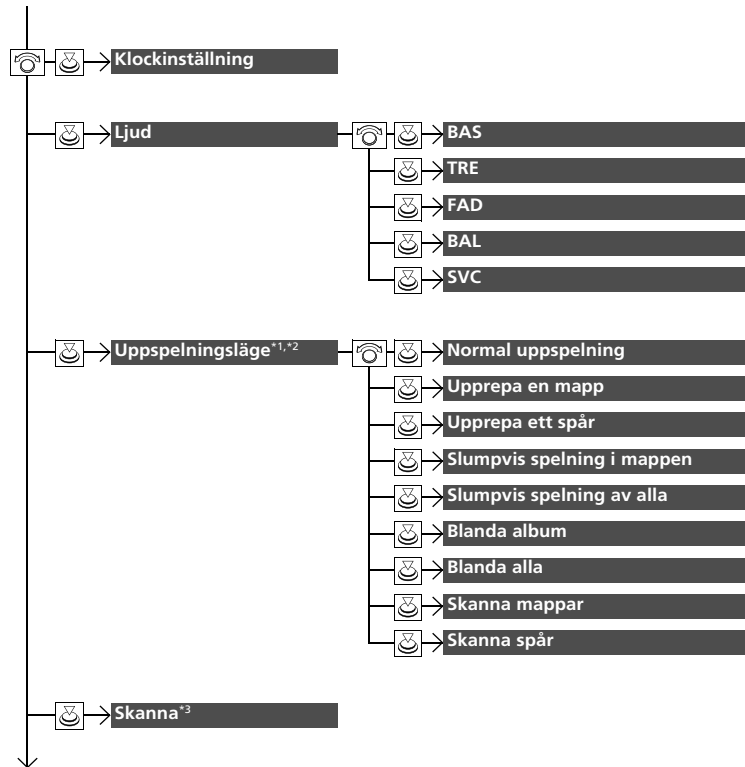 Klockinställning
Ljud
BAS
TRE
FAD
BAL
SVC
Uppspelningsläge*1,*2
Normal uppspelning
Upprepa en mapp
Upprepa ett spår
Slumpvis spelning i mappen
Slumpvis spelning av alla
Blanda album
Blanda alla
Skanna mappar
Skanna spår
Skanna*3